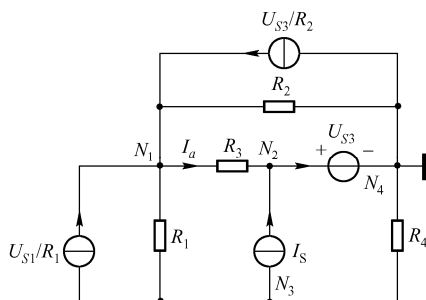 U_{S3}/R_2
R_2
N_1 I_a R_3 N_2 + U_{S3} −
N_4
U_{S1}/R_1 R_1 I_S R_4
N_3